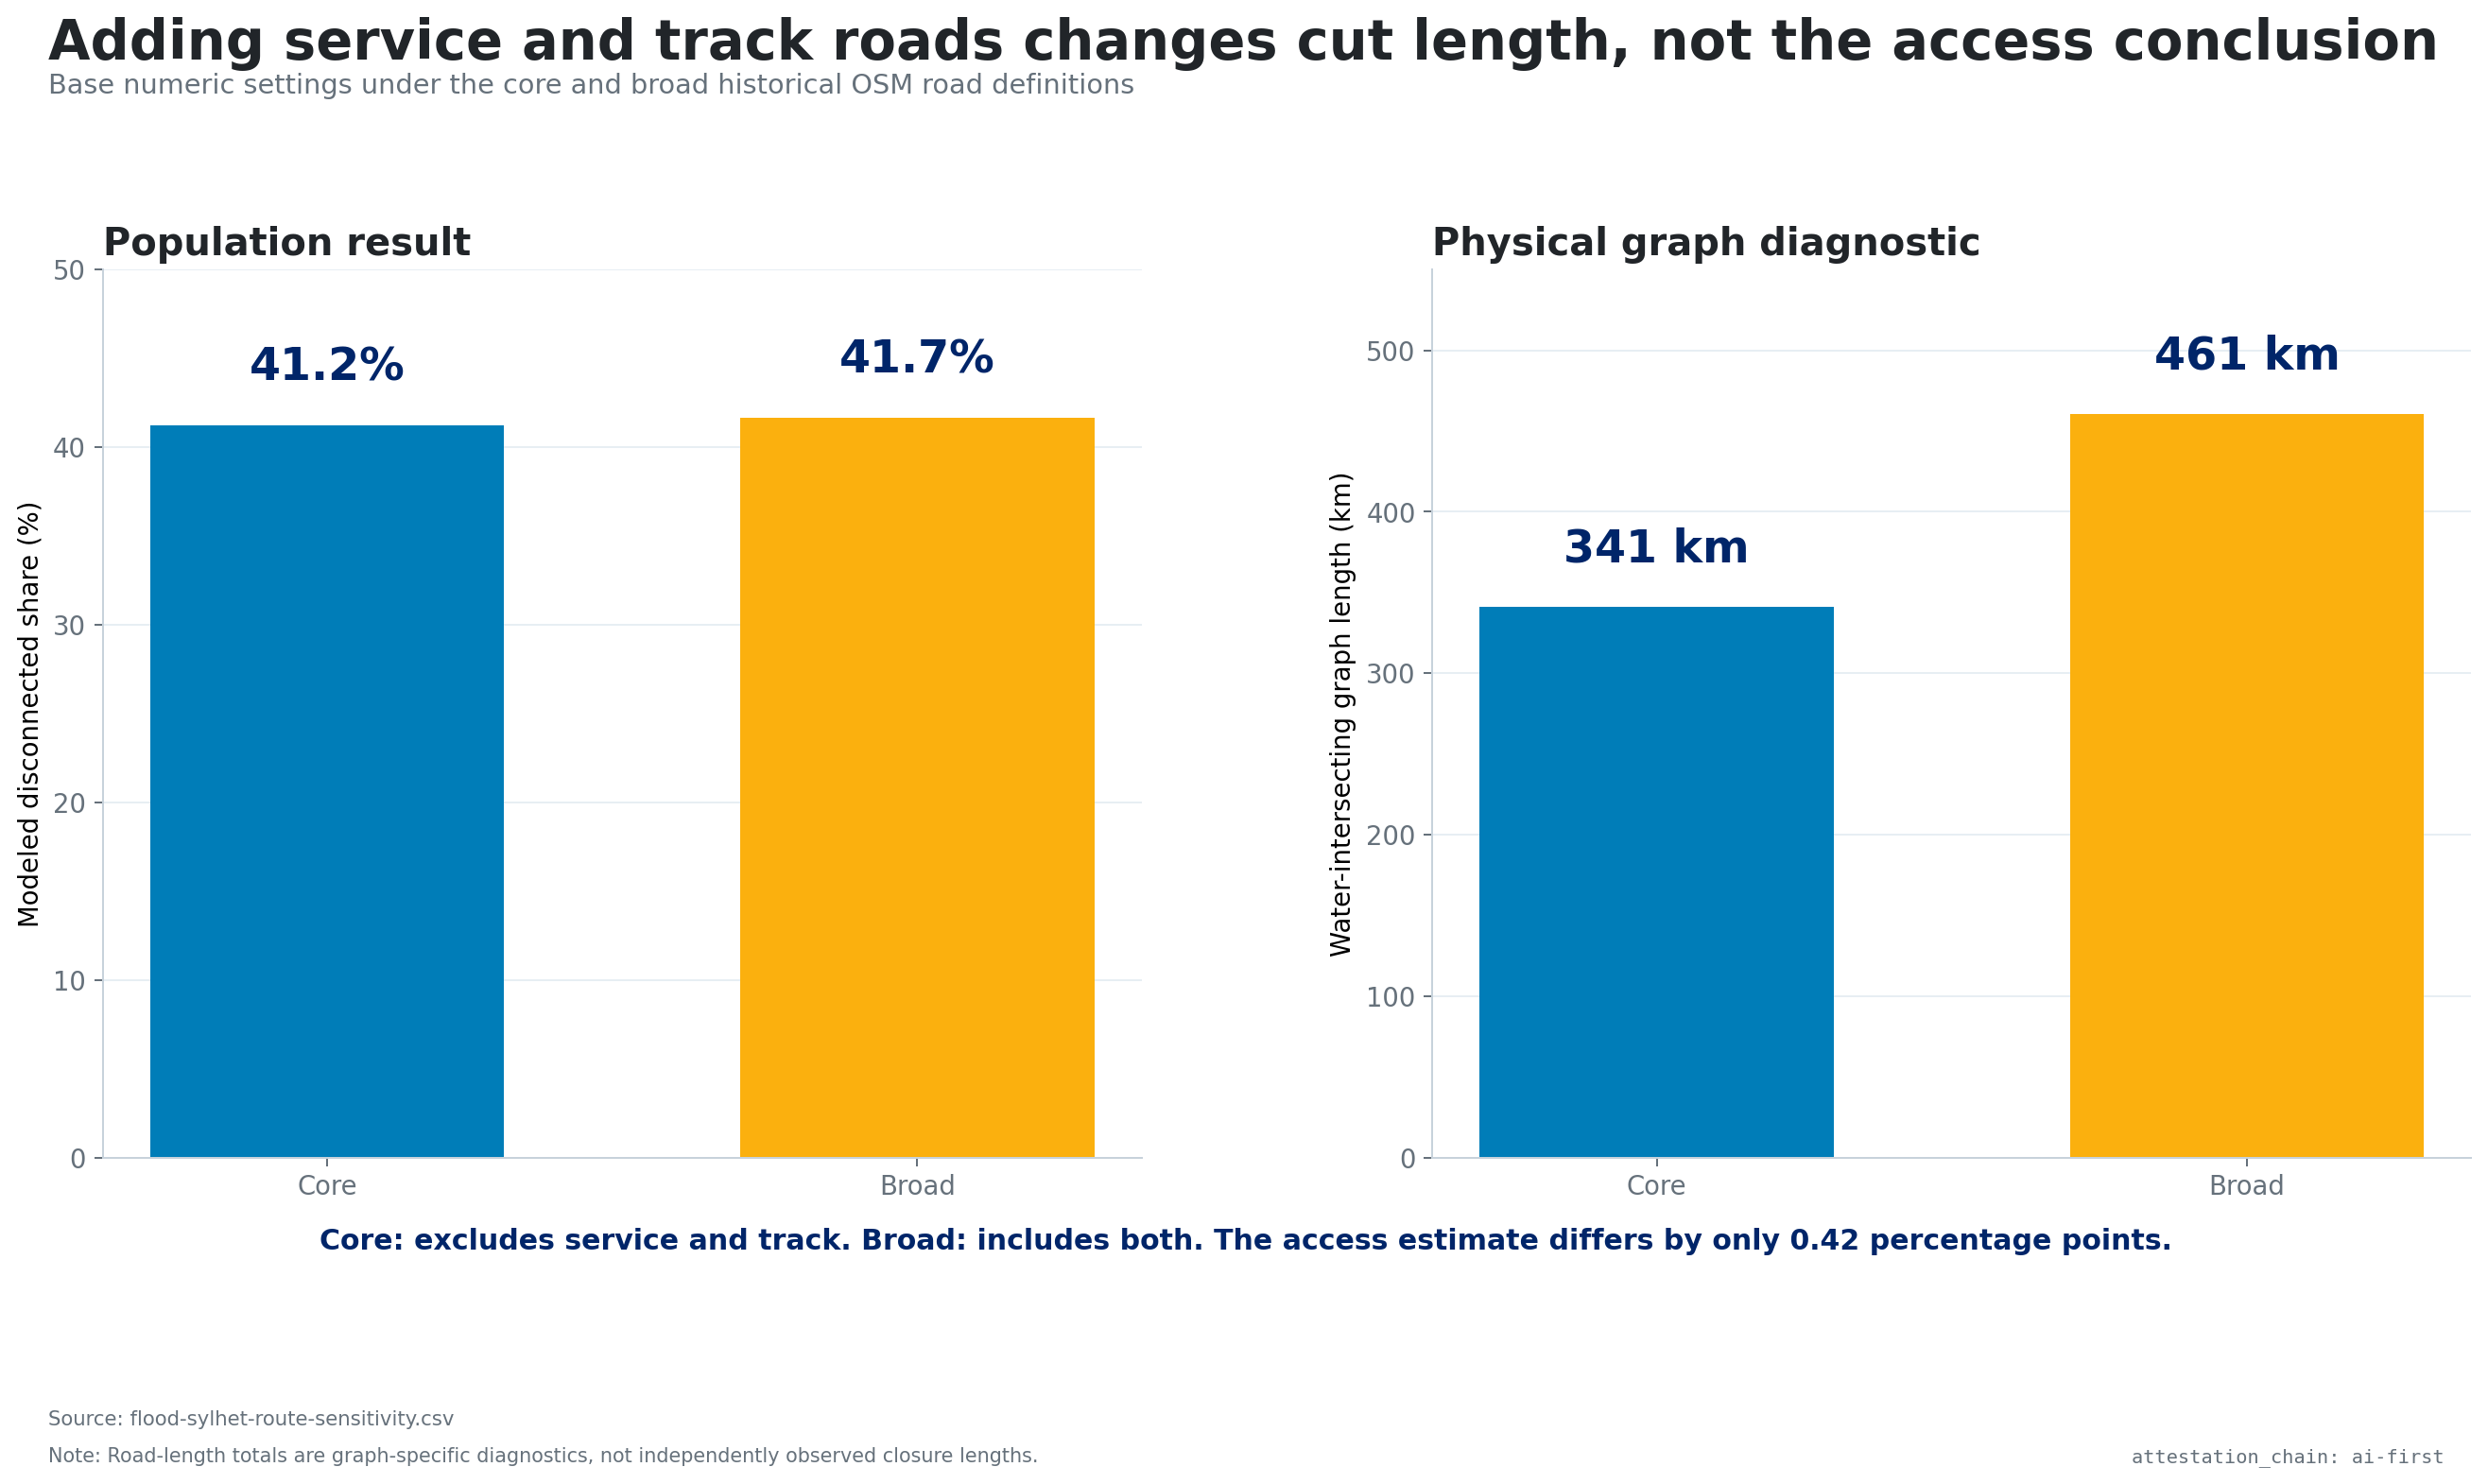 Adding service and track roads changes cut length, not the access conclusion
Base numeric settings under the core and broad historical OSM road definitions
Population result
50
40
30
20
10
0
Modeled disconnected share (%)
41.2%
41.7%
Core
Broad
Physical graph diagnostic
500
400
300
200
100
0
Water-intersecting graph length (km)
341 km
461 km
Core
Broad
Core: excludes service and track. Broad: includes both. The access estimate differs by only 0.42 percentage points.
Source: flood-sylhet-route-sensitivity.csv
Note: Road-length totals are graph-specific diagnostics, not independently observed closure lengths.
attestation_chain: ai-first